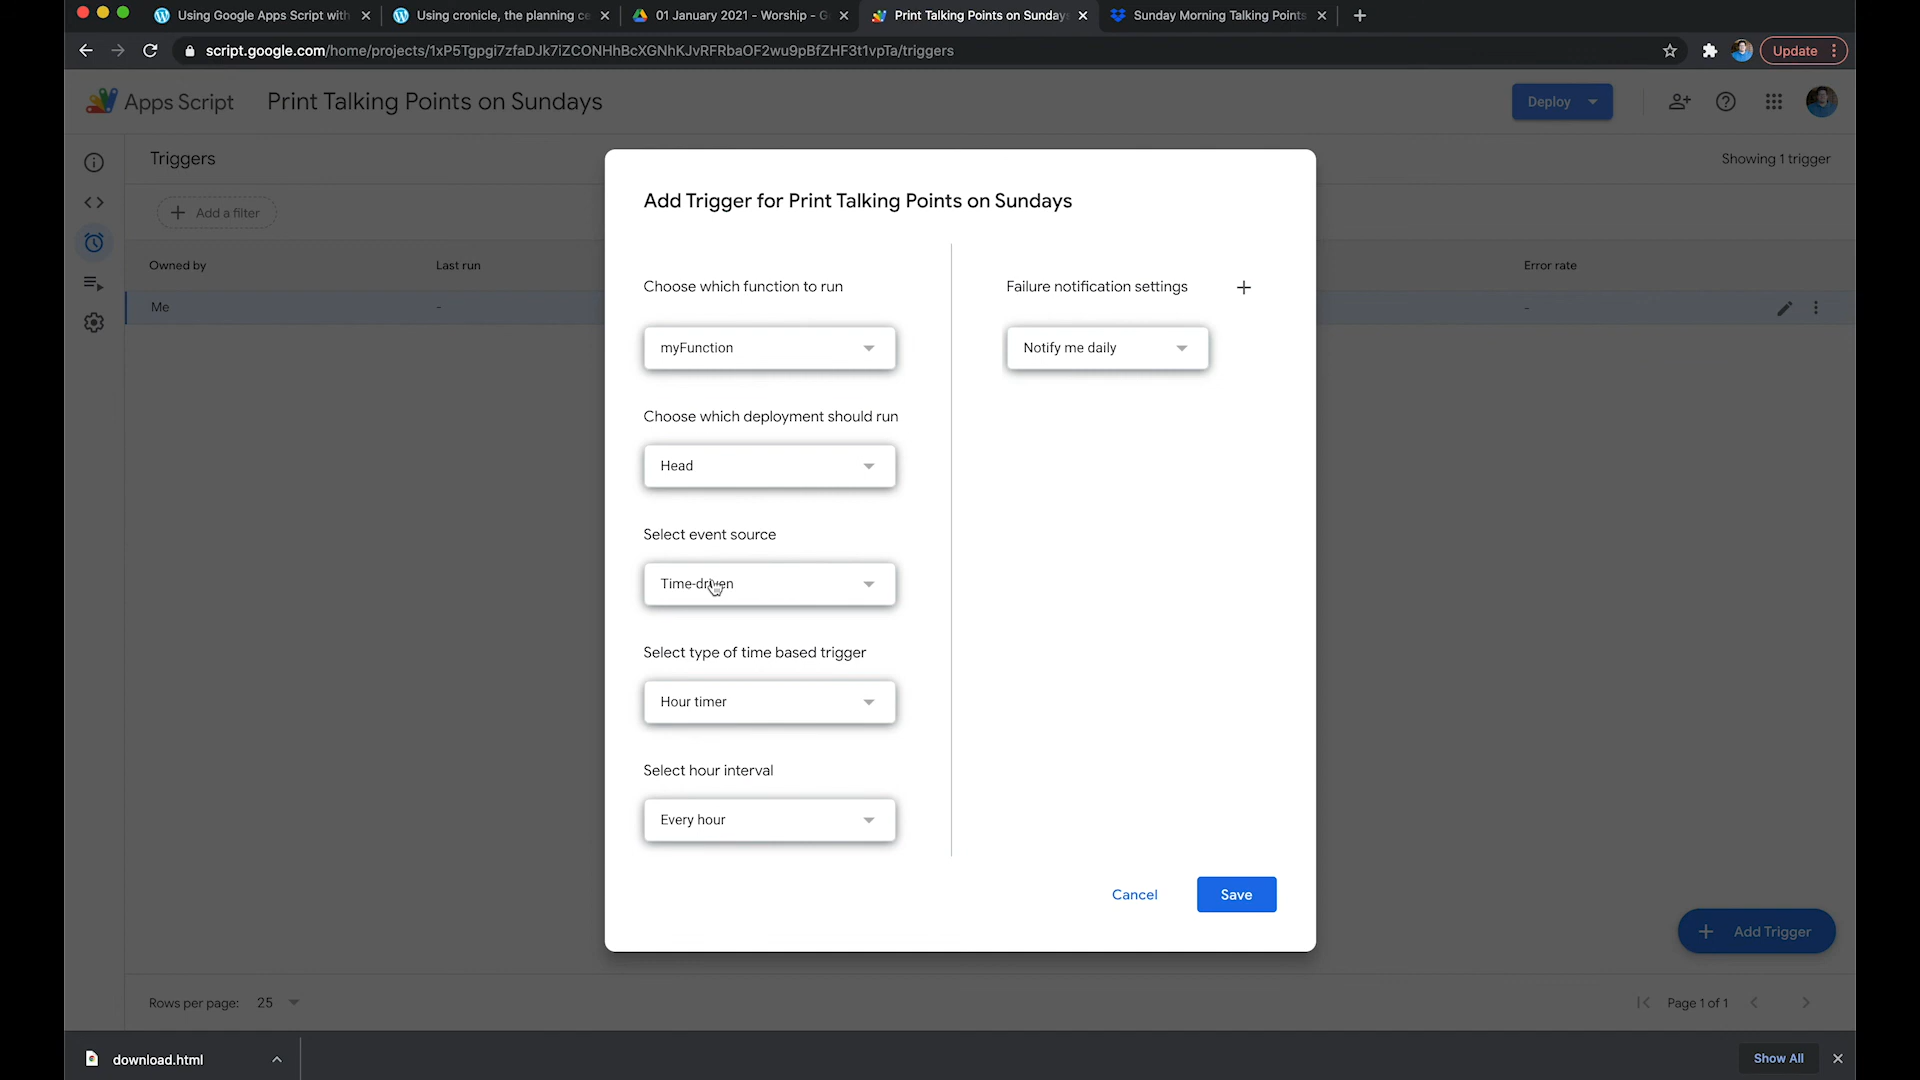 Using Google Apps Script with
Using cronicle, the planning ce
01 January 2021 - Worship - G
Print Talking Points on Sunday
Sunday Morning Talking Points
script.google.com/home/projects/1xP5Tgpgi7zfaDJk7iZCONHhBcXGNhKJvRFRbaOF2wu9pBfZHF3t1vpTa/triggers
Update
Apps Script
Print Talking Points on Sundays
Deploy
Triggers
Showing 1 trigger
Add a filter
Owned by
Last run
Error rate
Me
-
-
Add Trigger for Print Talking Points on Sundays
Choose which function to run
myFunction
Choose which deployment should run
Head
Select event source
Time-driven
Select type of time based trigger
Hour timer
Select hour interval
Every hour
Failure notification settings
Notify me daily
Cancel
Save
Add Trigger
Rows per page: 25
Page 1 of 1
download.html
Show All